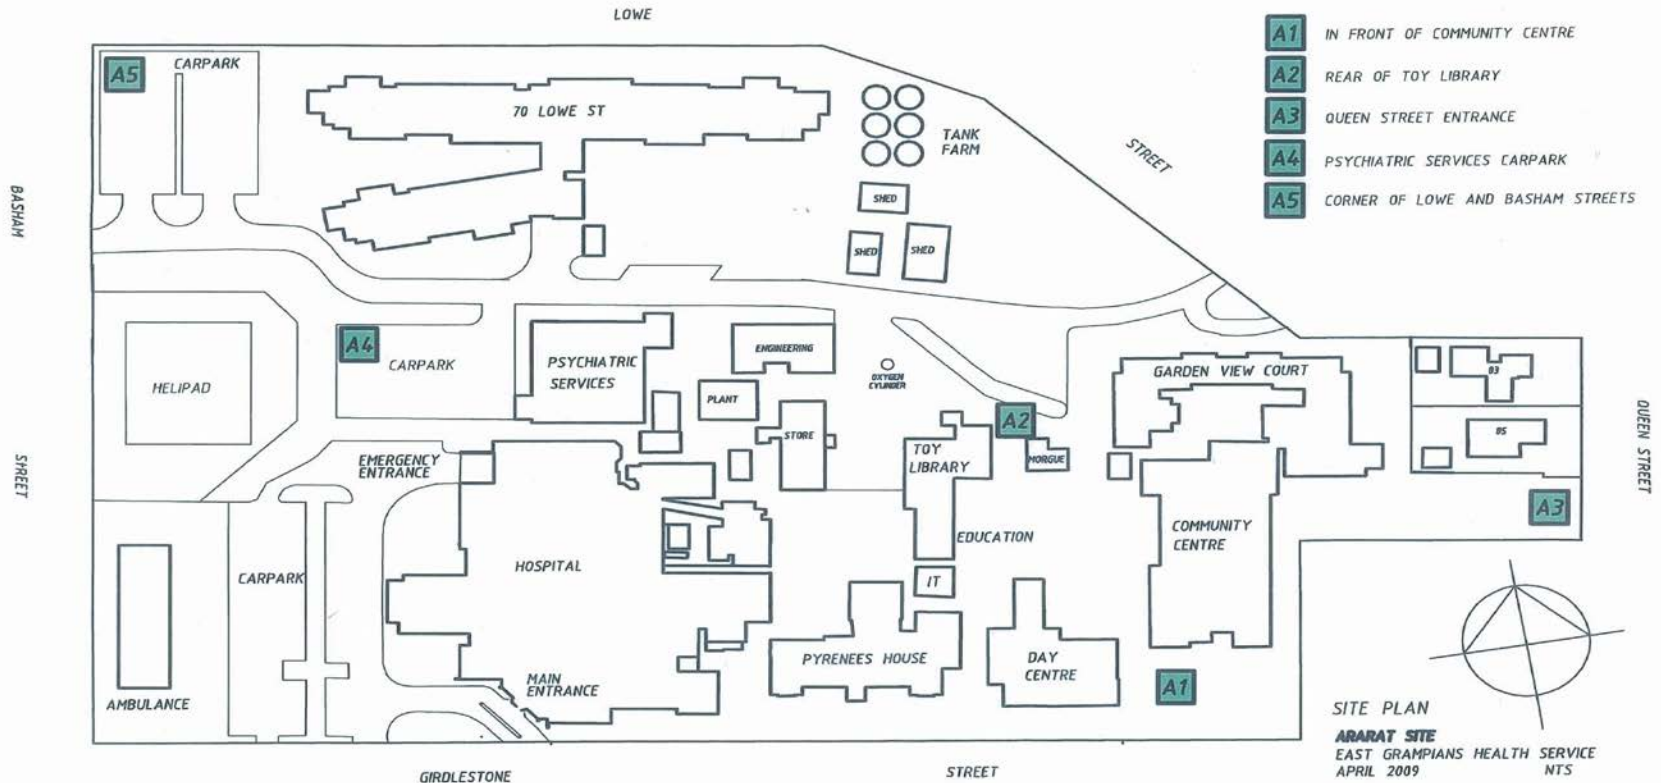 LOWE
A1 IN FRONT OF COMMUNITY CENTRE
A2 REAR OF TOY LIBRARY
A3 QUEEN STREET ENTRANCE
A4 PSYCHIATRIC SERVICES CARPARK
A5 CORNER OF LOWE AND BASHAM STREETS
A5
CARPARK
70 LOWE ST
TANK
FARM
STREET
SHED
SHED
SHED
BASHAM
STREET
HELIPAD
A4
CARPARK
PSYCHIATRIC
SERVICES
ENGINEERING
PLANT
STORE
OXYGEN
CYLINDER
A2
TOY
LIBRARY
MORGUE
GARDEN VIEW COURT
83
85
QUEEN STREET
A3
EMERGENCY
ENTRANCE
COMMUNITY
CENTRE
EDUCATION
IT
HOSPITAL
CARPARK
AMBULANCE
MAIN
ENTRANCE
PYRENEES HOUSE
DAY
CENTRE
A1
SITE PLAN
ARARAT SITE
EAST GRAMPIANS HEALTH SERVICE
APRIL 2009 NTS
GIRDLESTONE
STREET